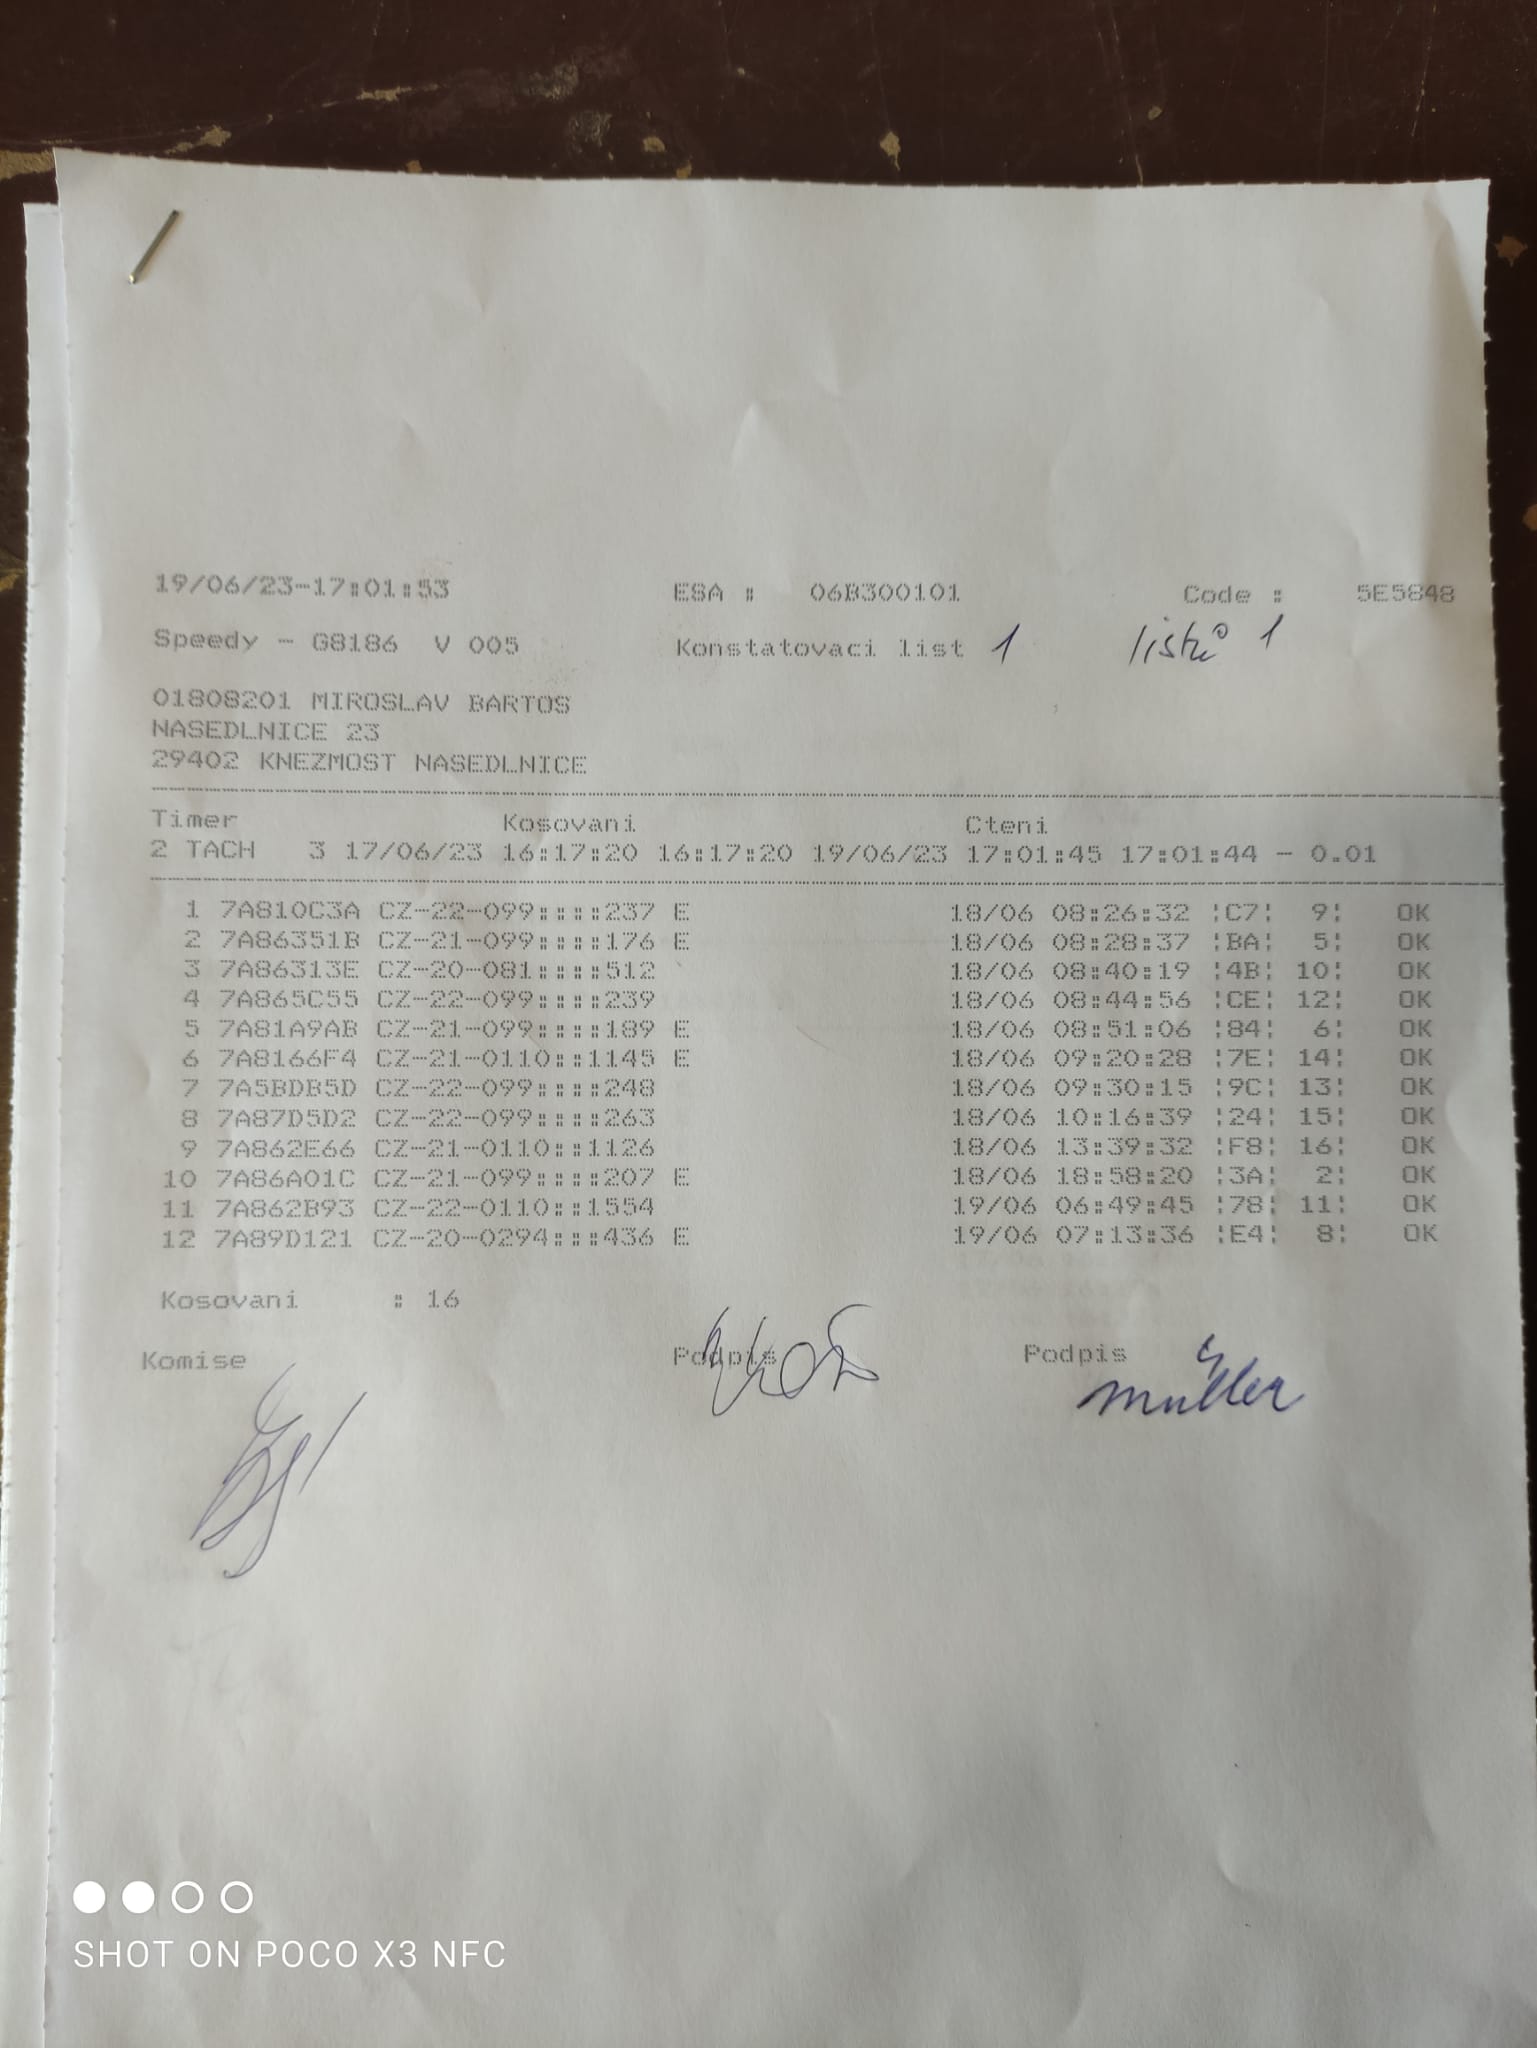 19/06/23-17:01:53 ESA : 06B300101 Code : 5E5848
Speedy - G8186 V 005 Konstatovaci list 1 listů 1
01808201 MIROSLAV BARTOS
NASEDLNICE 23
29402 KNEZMOST NASEDLNICE
Timer Kosovani Cteni
2 TACH 3 17/06/23 16:17:20 16:17:20 19/06/23 17:01:45 17:01:44 - 0.01
1 7A810C3A CZ-22-099::::237 E 18/06 08:26:32 ¦C7¦ 9¦ OK
2 7A86351B CZ-21-099::::176 E 18/06 08:28:37 ¦BA¦ 5¦ OK
3 7A86313E CZ-20-081::::512 18/06 08:40:19 ¦4B¦ 10¦ OK
4 7A865C55 CZ-22-099::::239 18/06 08:44:56 ¦CE¦ 12¦ OK
5 7A81A9AB CZ-21-099::::189 E 18/06 08:51:06 ¦84¦ 6¦ OK
6 7A8166F4 CZ-21-0110::1145 E 18/06 09:20:28 ¦7E¦ 14¦ OK
7 7A5BDB5D CZ-22-099::::248 18/06 09:30:15 ¦9C¦ 13¦ OK
8 7A87D5D2 CZ-22-099::::263 18/06 10:16:39 ¦24¦ 15¦ OK
9 7A862E66 CZ-21-0110::1126 18/06 13:39:32 ¦F8¦ 16¦ OK
10 7A86A01C CZ-21-099::::207 E 18/06 18:58:20 ¦3A¦ 2¦ OK
11 7A862B93 CZ-22-0110::1554 19/06 06:49:45 ¦78¦ 11¦ OK
12 7A89D121 CZ-20-0294:::436 E 19/06 07:13:36 ¦E4¦ 8¦ OK
Kosovani : 16
Komise Podpis Podpis
Müller
SHOT ON POCO X3 NFC